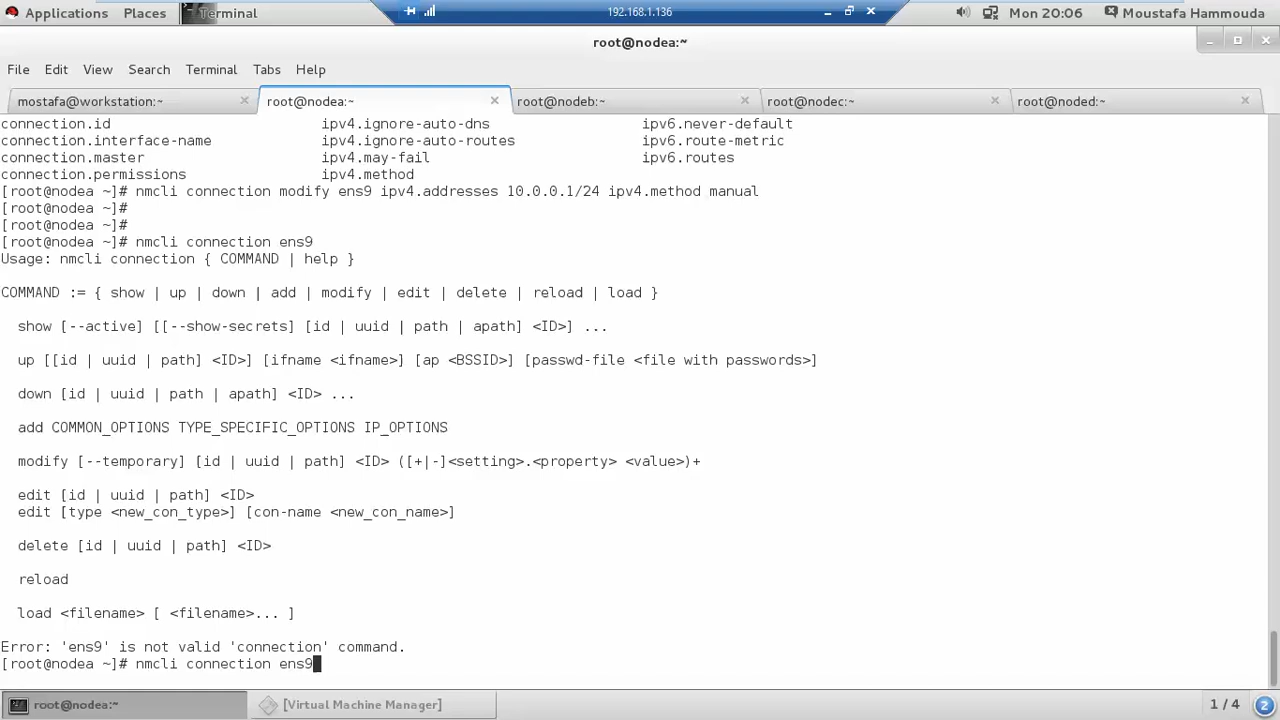 Applications Places Terminal 192.168.1.136 Mon 20:06 Moustafa Hammouda
root@nodea:~
File Edit View Search Terminal Tabs Help
mostafa@workstation:~ root@nodea:~ root@nodeb:~ root@nodec:~ root@noded:~
connection.id ipv4.ignore-auto-dns ipv6.never-default
connection.interface-name ipv4.ignore-auto-routes ipv6.route-metric
connection.master ipv4.may-fail ipv6.routes
connection.permissions ipv4.method
[root@nodea ~]# nmcli connection modify ens9 ipv4.addresses 10.0.0.1/24 ipv4.method manual
[root@nodea ~]#
[root@nodea ~]#
[root@nodea ~]# nmcli connection ens9
Usage: nmcli connection { COMMAND | help }
COMMAND := { show | up | down | add | modify | edit | delete | reload | load }
show [--active] [[--show-secrets] [id | uuid | path | apath] <ID>] ...
up [[id | uuid | path] <ID>] [ifname <ifname>] [ap <BSSID>] [passwd-file <file with passwords>]
down [id | uuid | path | apath] <ID> ...
add COMMON_OPTIONS TYPE_SPECIFIC_OPTIONS IP_OPTIONS
modify [--temporary] [id | uuid | path] <ID> ([+|-]<setting>.<property> <value>)+
edit [id | uuid | path] <ID>
edit [type <new_con_type>] [con-name <new_con_name>]
delete [id | uuid | path] <ID>
reload
load <filename> [ <filename>... ]
Error: 'ens9' is not valid 'connection' command.
[root@nodea ~]# nmcli connection ens9
root@nodea:~ [Virtual Machine Manager] 1 / 4 2